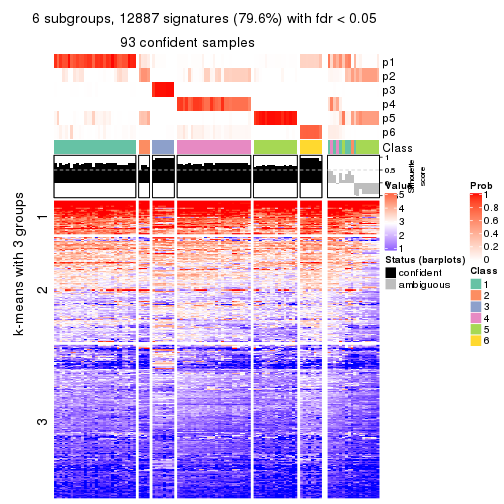 6 subgroups, 12887 signatures (79.6%) with fdr < 0.05
93 confident samples
p1
p2
p3
p4
p5
p6
Class
1
0.5
0
Silhouette
score
k-means with 3 groups
1
2
3
Value
5
4
3
2
1
Status (barplots)
confident
ambiguous
Prob
1
0.8
0.6
0.4
0.2
0
Class
1
2
3
4
5
6